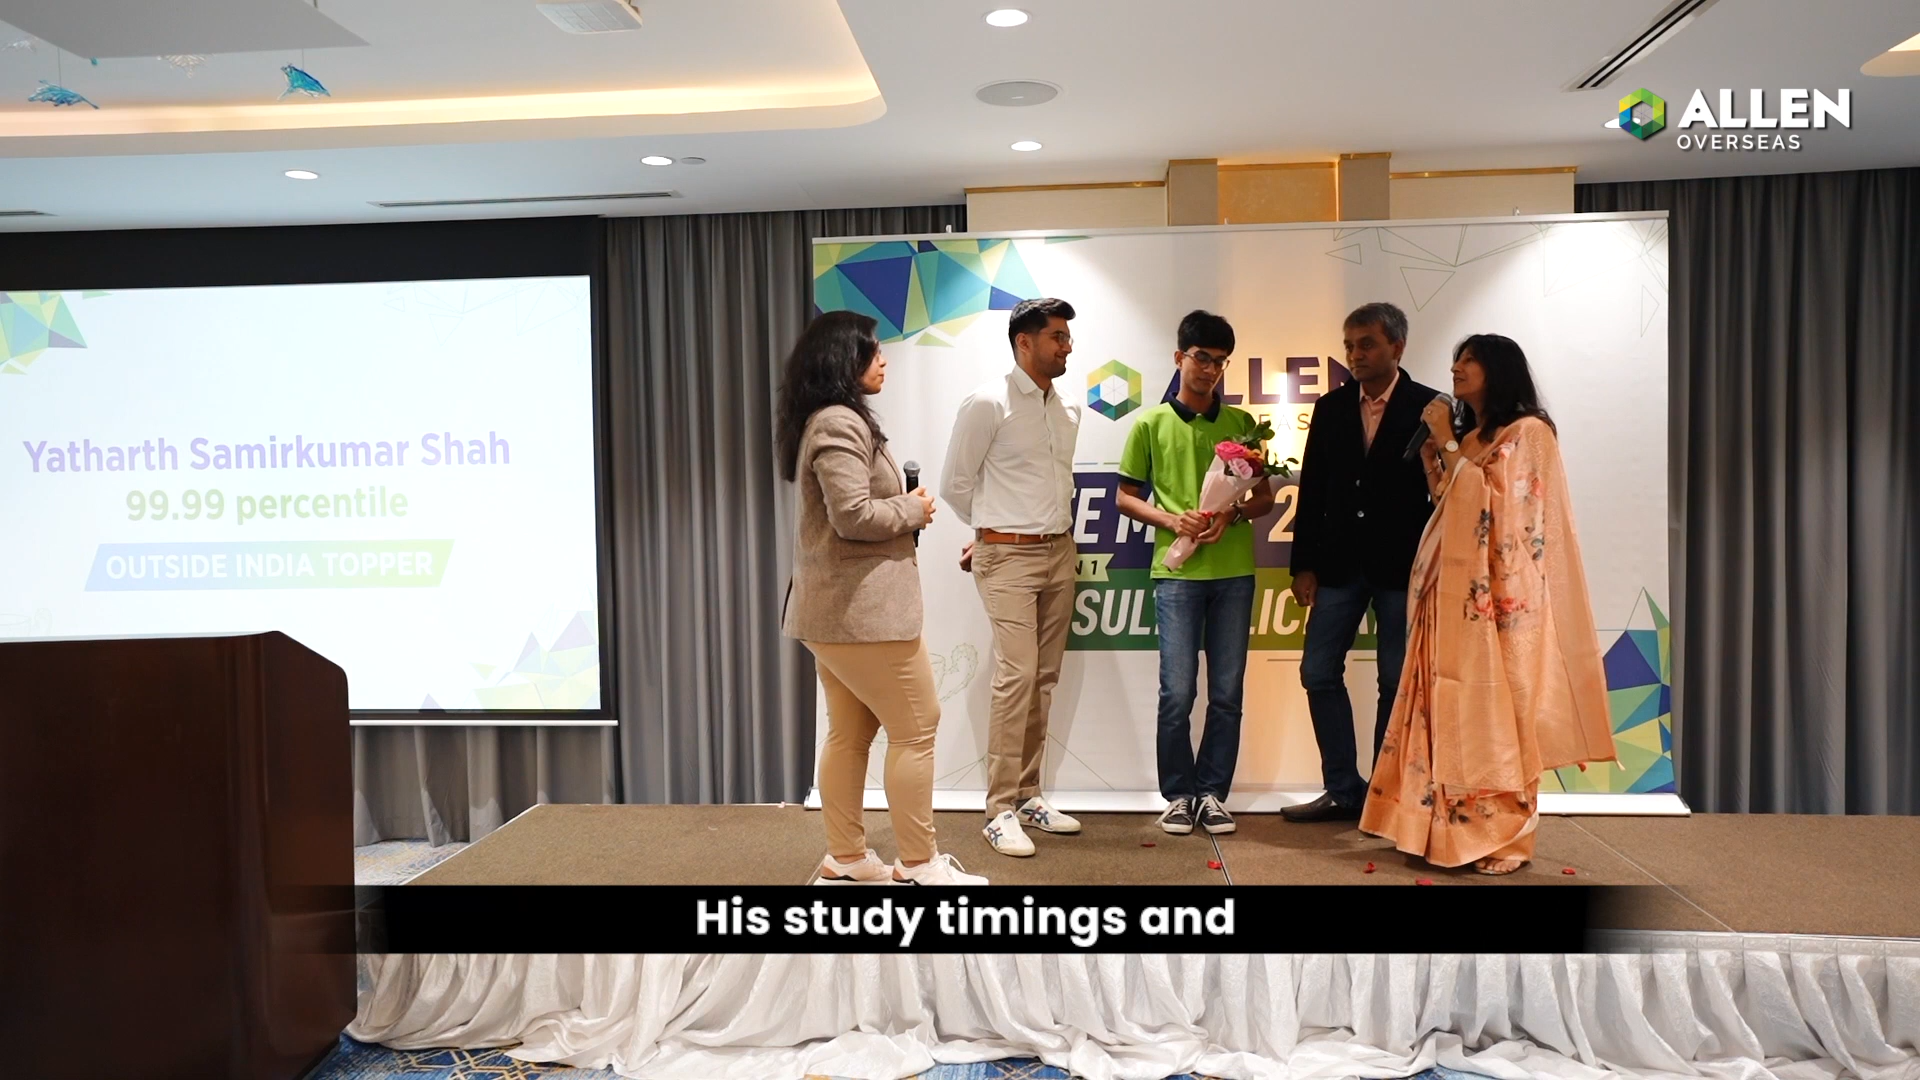 ALLEN
OVERSEAS
Yatharth Samirkumar Shah
99.99 percentile
OUTSIDE INDIA TOPPER
His study timings and